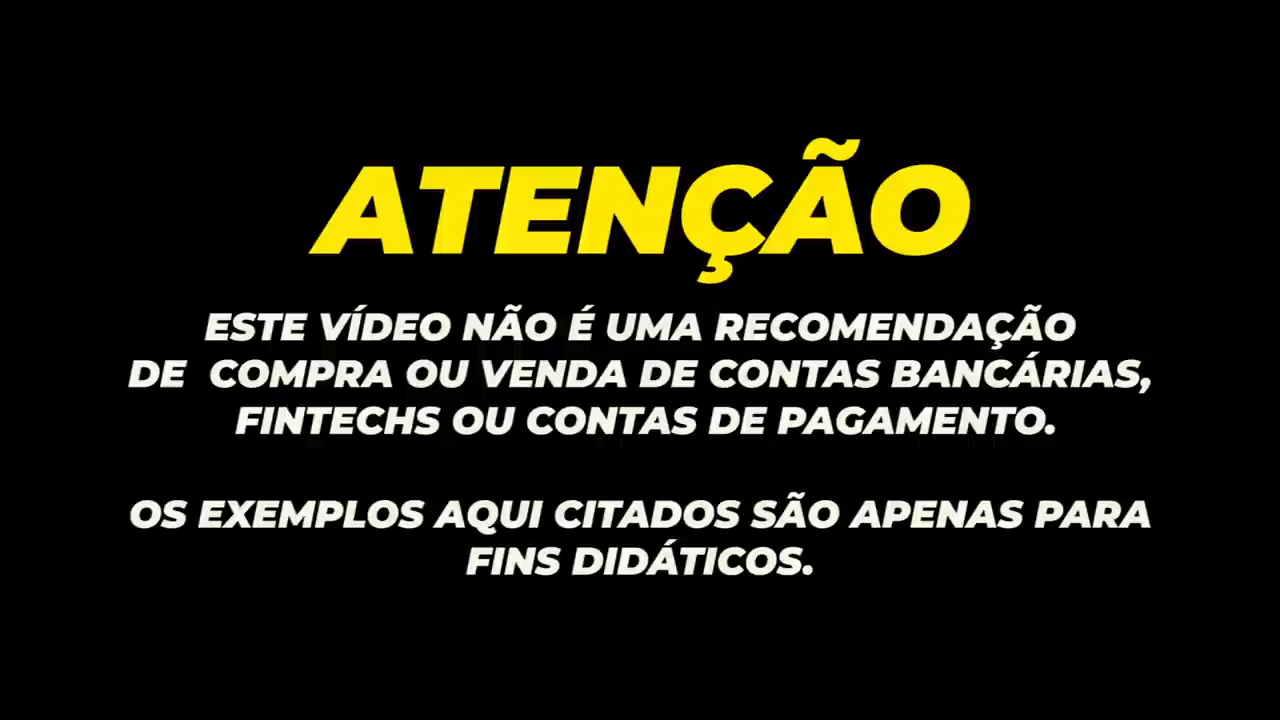 ATENÇÃO
ESTE VÍDEO NÃO É UMA RECOMENDAÇÃO
DE COMPRA OU VENDA DE CONTAS BANCÁRIAS,
FINTECHS OU CONTAS DE PAGAMENTO.
OS EXEMPLOS AQUI CITADOS SÃO APENAS PARA
FINS DIDÁTICOS.